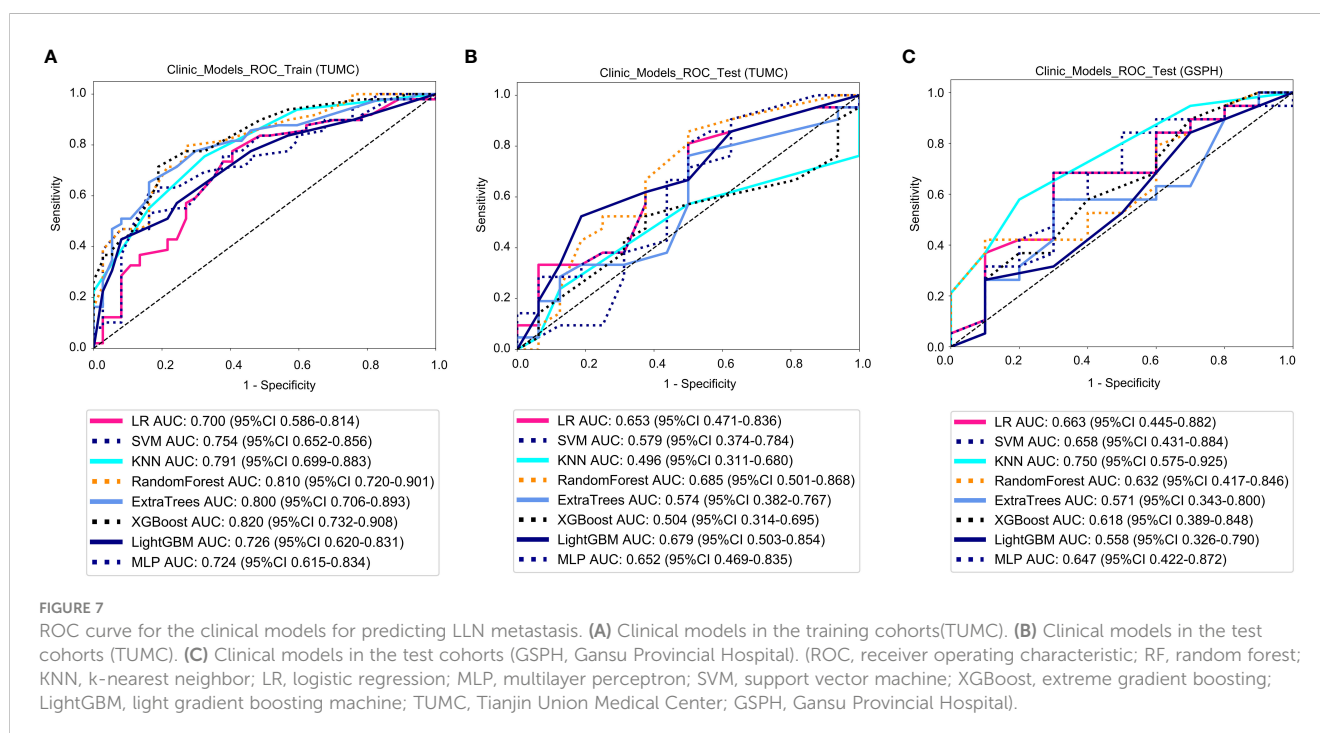 A
Clinic_Models_ROC_Train (TUMC)
1.0
0.8
0.6
0.4
0.2
0.0
Sensitivity
0.0
0.2
0.4
0.6
0.8
1.0
1 - Specificity
LR AUC: 0.700 (95%CI 0.586-0.814)
SVM AUC: 0.754 (95%CI 0.652-0.856)
KNN AUC: 0.791 (95%CI 0.699-0.883)
RandomForest AUC: 0.810 (95%CI 0.720-0.901)
ExtraTrees AUC: 0.800 (95%CI 0.706-0.893)
XGBoost AUC: 0.820 (95%CI 0.732-0.908)
LightGBM AUC: 0.726 (95%CI 0.620-0.831)
MLP AUC: 0.724 (95%CI 0.615-0.834)
B
Clinic_Models_ROC_Test (TUMC)
1.0
0.8
0.6
0.4
0.2
0.0
Sensitivity
0.0
0.2
0.4
0.6
0.8
1.0
1 - Specificity
LR AUC: 0.653 (95%CI 0.471-0.836)
SVM AUC: 0.579 (95%CI 0.374-0.784)
KNN AUC: 0.496 (95%CI 0.311-0.680)
RandomForest AUC: 0.685 (95%CI 0.501-0.868)
ExtraTrees AUC: 0.574 (95%CI 0.382-0.767)
XGBoost AUC: 0.504 (95%CI 0.314-0.695)
LightGBM AUC: 0.679 (95%CI 0.503-0.854)
MLP AUC: 0.652 (95%CI 0.469-0.835)
C
Clinic_Models_ROC_Test (GSPH)
1.0
0.8
0.6
0.4
0.2
0.0
Sensitivity
0.0
0.2
0.4
0.6
0.8
1.0
1 - Specificity
LR AUC: 0.663 (95%CI 0.445-0.882)
SVM AUC: 0.658 (95%CI 0.431-0.884)
KNN AUC: 0.750 (95%CI 0.575-0.925)
RandomForest AUC: 0.632 (95%CI 0.417-0.846)
ExtraTrees AUC: 0.571 (95%CI 0.343-0.800)
XGBoost AUC: 0.618 (95%CI 0.389-0.848)
LightGBM AUC: 0.558 (95%CI 0.326-0.790)
MLP AUC: 0.647 (95%CI 0.422-0.872)
FIGURE 7
ROC curve for the clinical models for predicting LLN metastasis. (A) Clinical models in the training cohorts(TUMC). (B) Clinical models in the test
cohorts (TUMC). (C) Clinical models in the test cohorts (GSPH, Gansu Provincial Hospital). (ROC, receiver operating characteristic; RF, random forest;
KNN, k-nearest neighbor; LR, logistic regression; MLP, multilayer perceptron; SVM, support vector machine; XGBoost, extreme gradient boosting;
LightGBM, light gradient boosting machine; TUMC, Tianjin Union Medical Center; GSPH, Gansu Provincial Hospital).